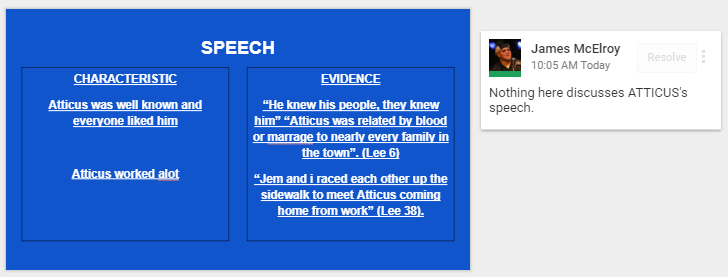 SPEECH
CHARACTERISTIC
Atticus was well known and
everyone liked him
Atticus worked alot
EVIDENCE
“He knew his people, they knew
him” “Atticus was related by blood
or marrage to nearly every family in
the town”. (Lee 6)
“Jem and i raced each other up the
sidewalk to meet Atticus coming
home from work” (Lee 38).
James McElroy
10:05 AM Today
Resolve
Nothing here discusses ATTICUS's
speech.